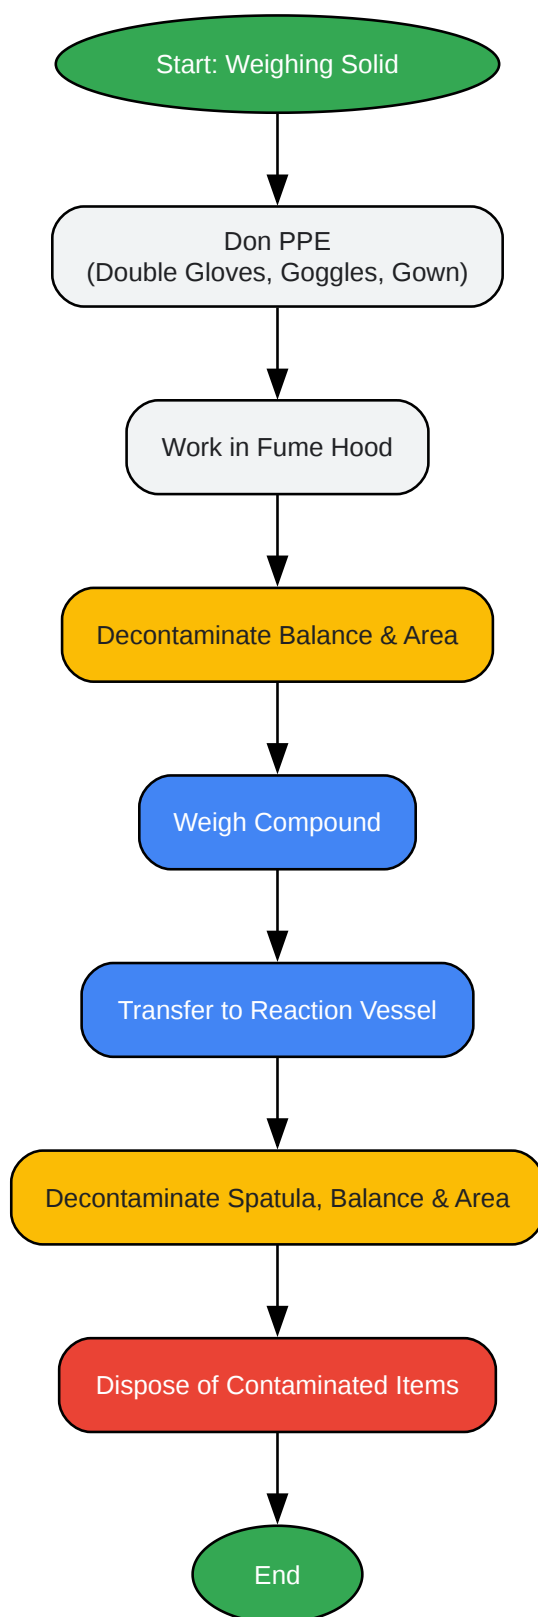 Start: Weighing Solid
Don PPE
(Double Gloves, Goggles, Gown)
Work in Fume Hood
Decontaminate Balance & Area
Weigh Compound
Transfer to Reaction Vessel
Decontaminate Spatula, Balance & Area
Dispose of Contaminated Items
End